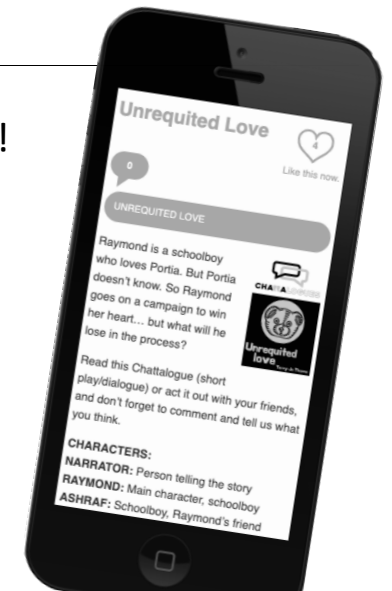 !
Unrequited Love
4
Like this now.
0
UNREQUITED LOVE
Raymond is a schoolboy
who loves Portia. But Portia
doesn't know. So Raymond
goes on a campaign to win
her heart… but what will he
lose in the process?
CHATTALOGUES
Unrequited
love
Read this Chattalogue (short
play/dialogue) or act it out with your friends,
and don't forget to comment and tell us what
you think.
CHARACTERS:
NARRATOR: Person telling the story
RAYMOND: Main character, schoolboy
ASHRAF: Schoolboy, Raymond's friend